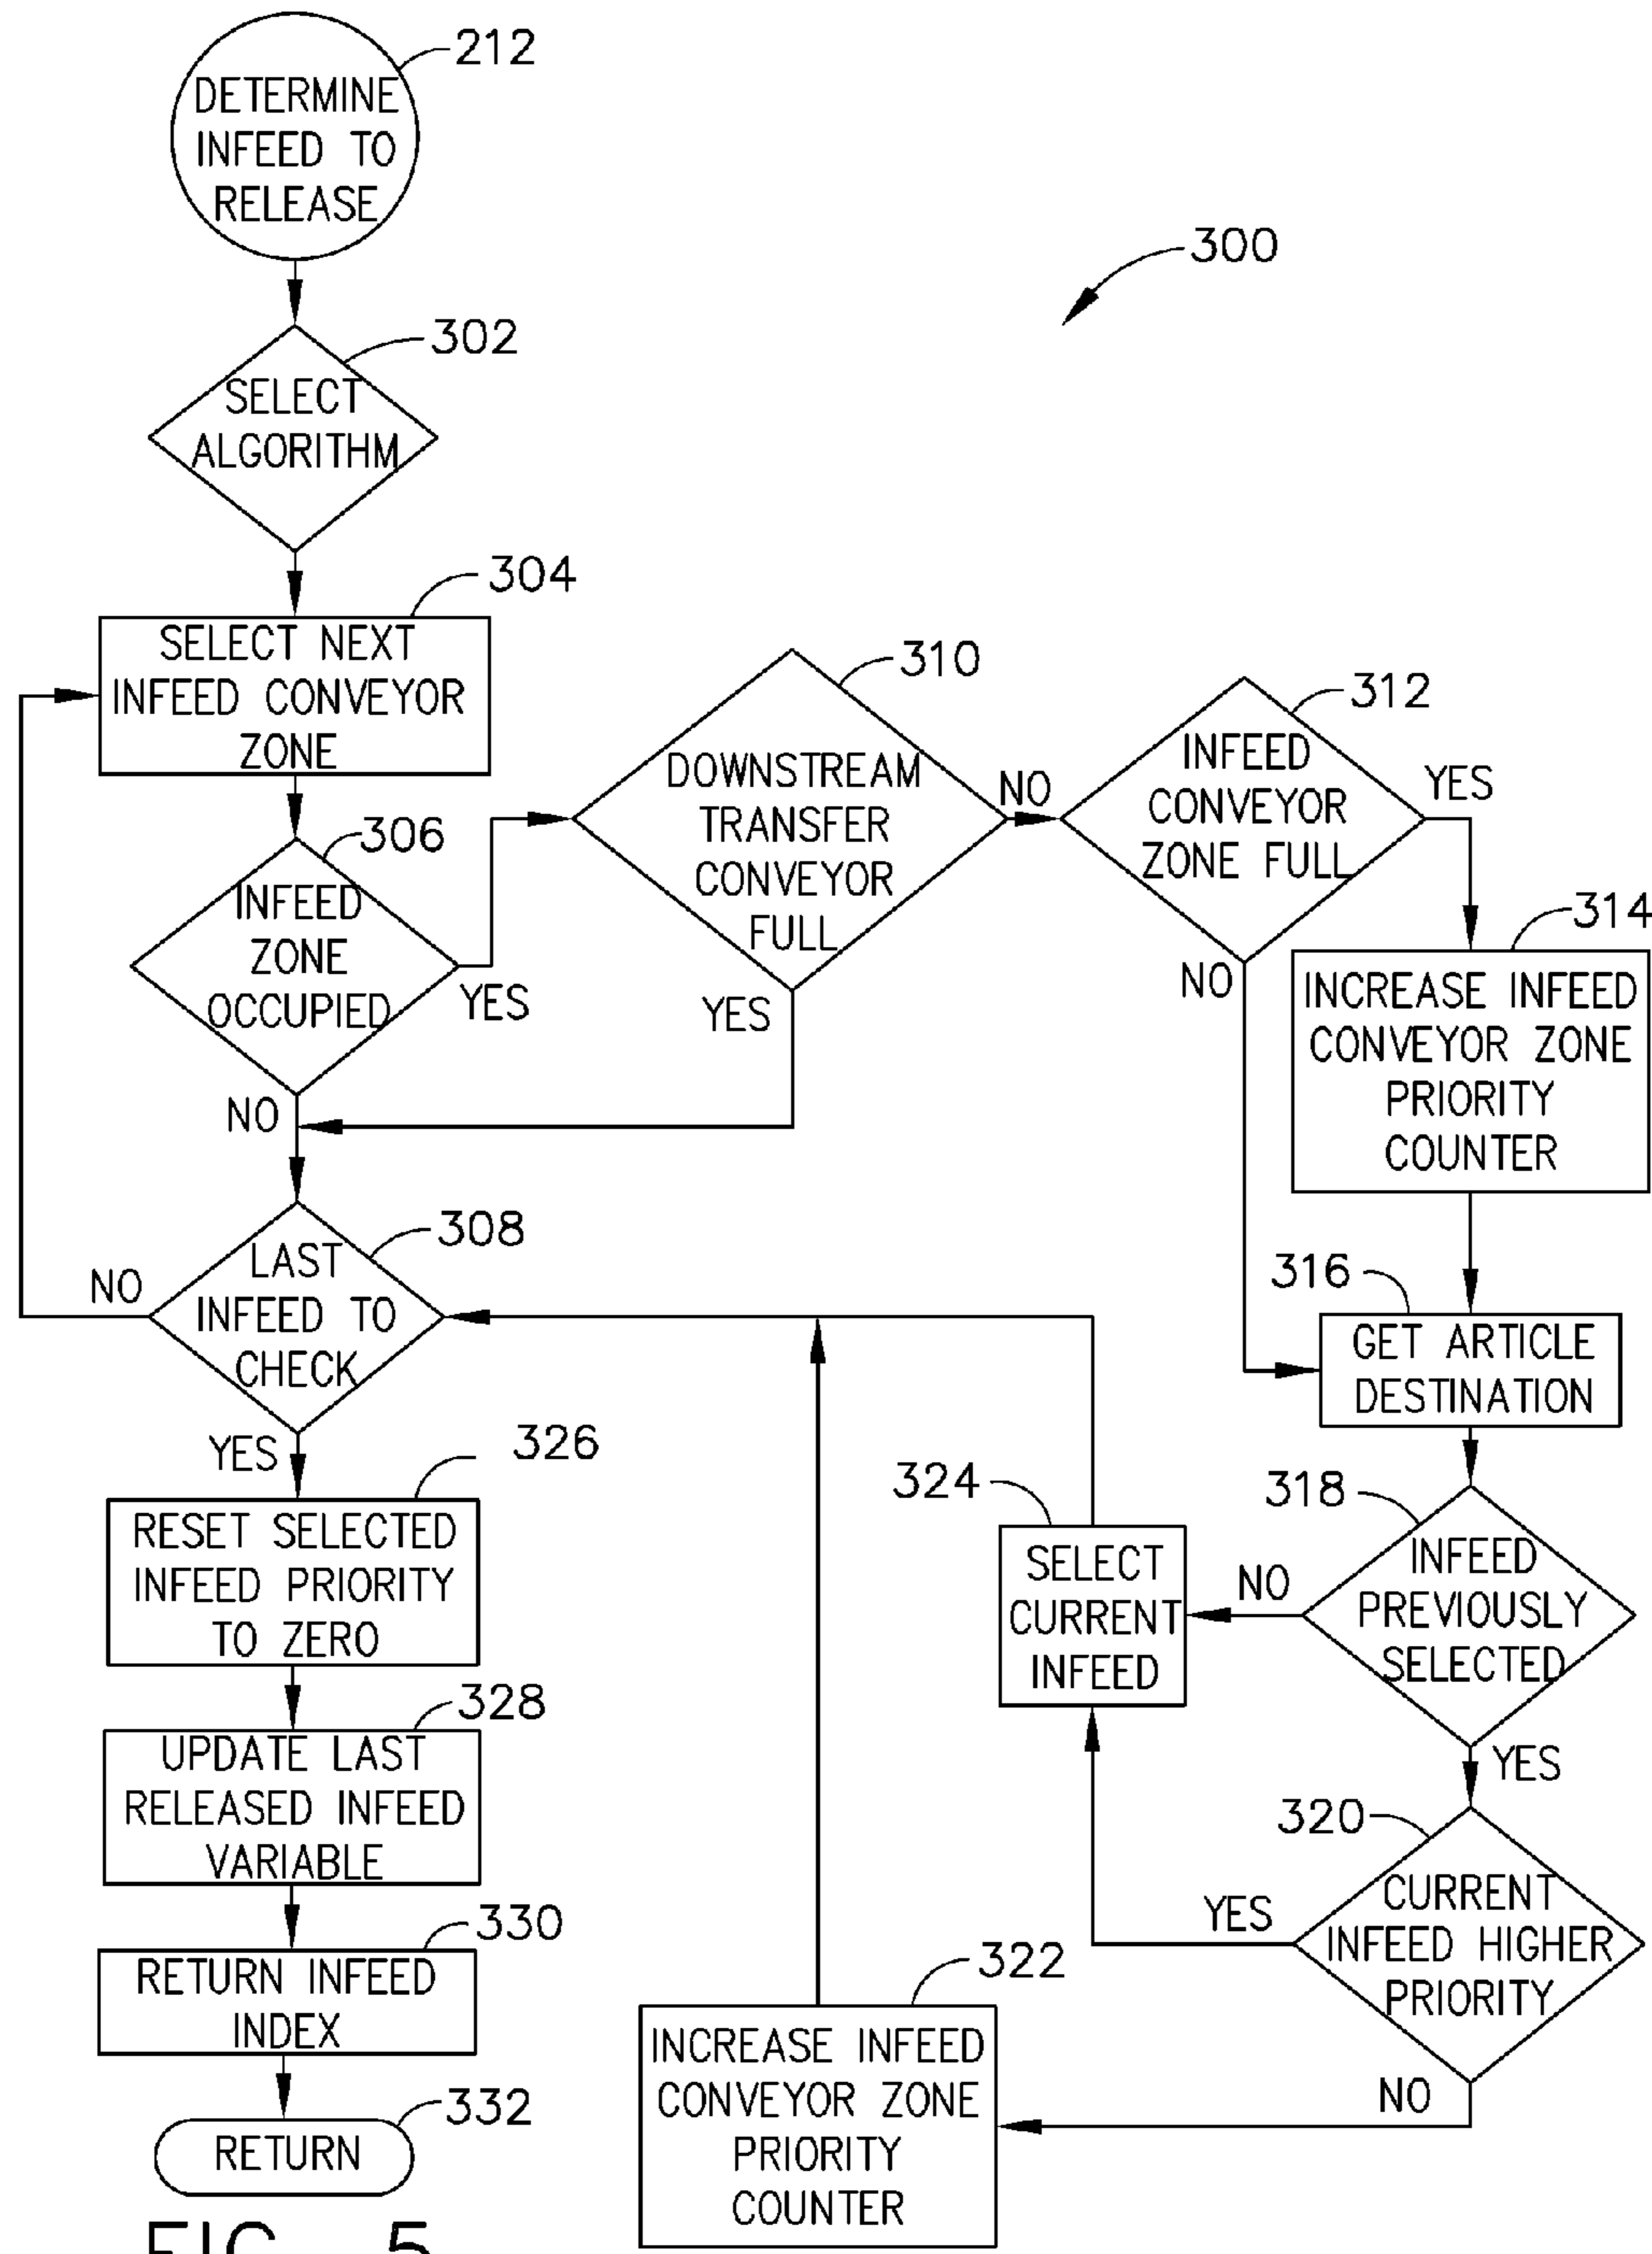 212
DETERMINE
INFEED TO
RELEASE
300
302
SELECT
ALGORITHM
304
SELECT NEXT
INFEED CONVEYOR
ZONE
306
INFEED
ZONE
OCCUPIED
YES
NO
310
DOWNSTREAM
TRANSFER
CONVEYOR
FULL
NO
YES
312
INFEED
CONVEYOR
ZONE FULL
YES
NO
314
INCREASE INFEED
CONVEYOR ZONE
PRIORITY
COUNTER
308
LAST
INFEED TO
CHECK
NO
YES
316
GET ARTICLE
DESTINATION
318
INFEED
PREVIOUSLY
SELECTED
NO
YES
324
SELECT
CURRENT
INFEED
320
CURRENT
INFEED HIGHER
PRIORITY
YES
NO
322
INCREASE INFEED
CONVEYOR ZONE
PRIORITY
COUNTER
326
RESET SELECTED
INFEED PRIORITY
TO ZERO
328
UPDATE LAST
RELEASED INFEED
VARIABLE
330
RETURN INFEED
INDEX
332
RETURN
FIG. 5